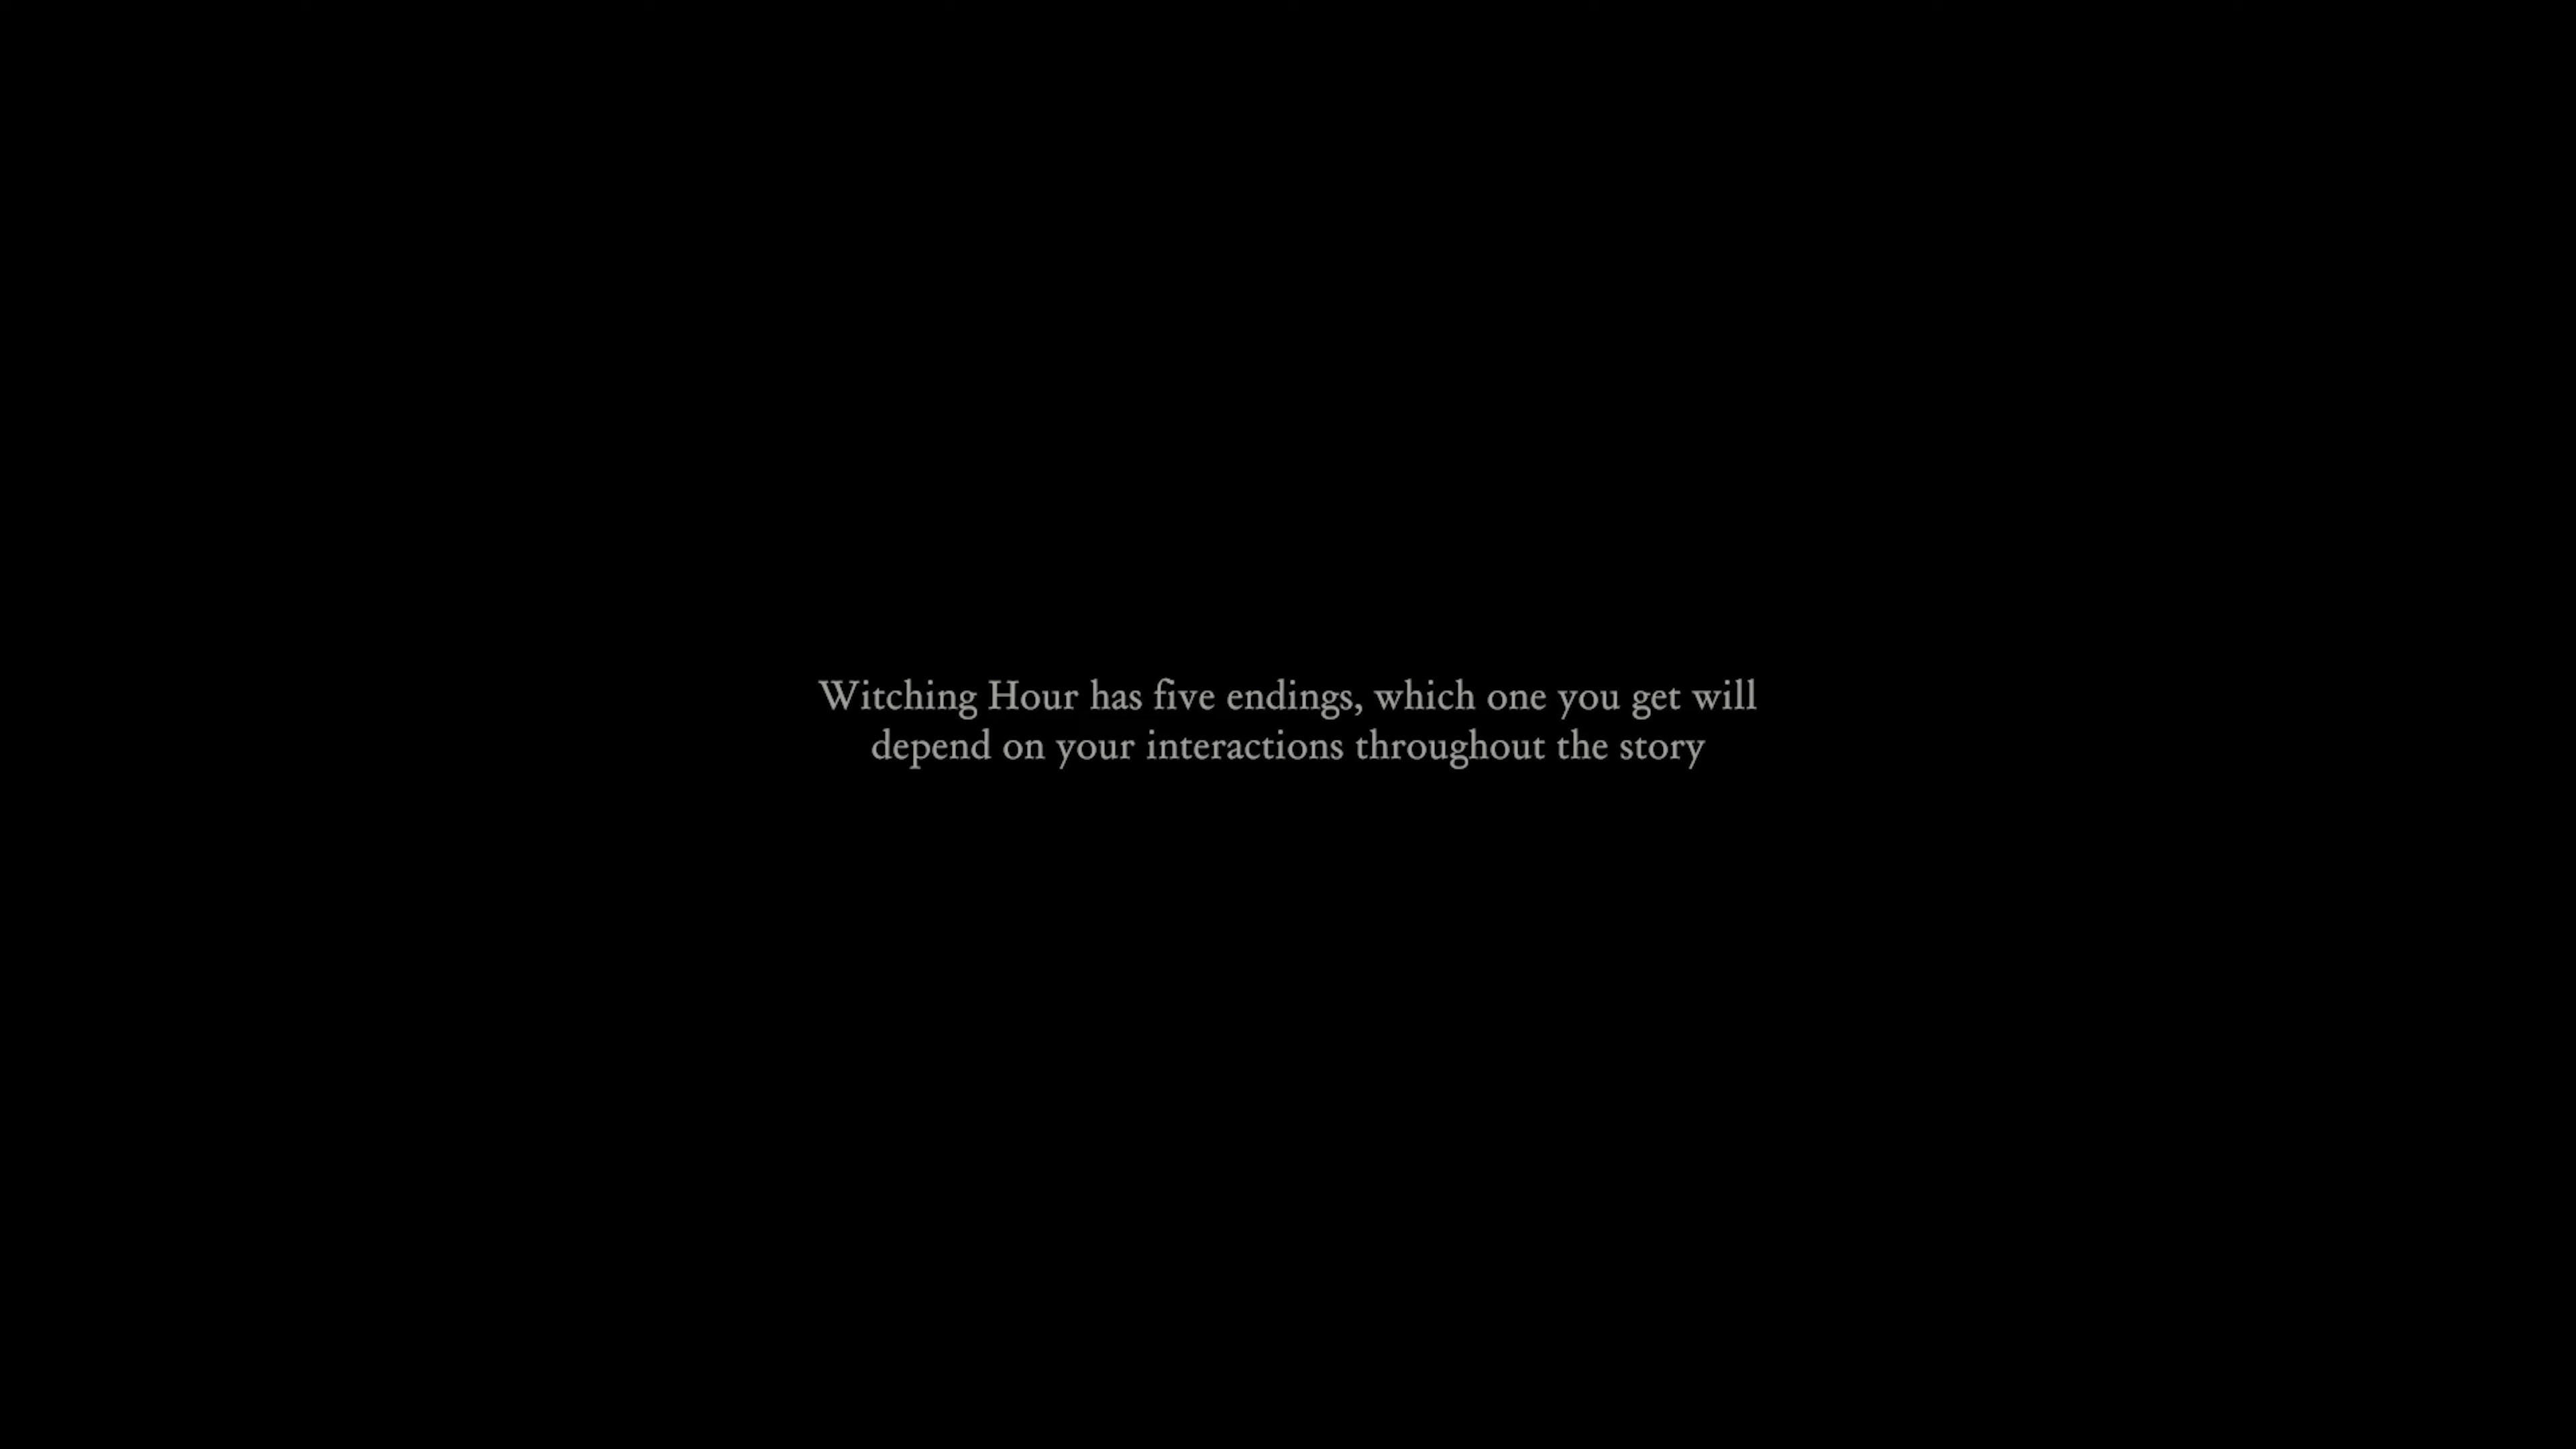 Witching Hour has five endings, which one you get will
depend on your interactions throughout the story